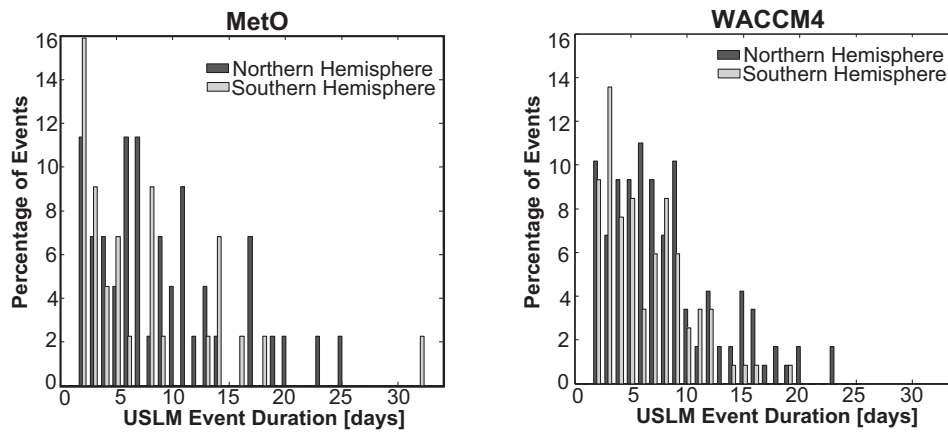 MetO
16
14
12
10
8
6
4
2
0
Percentage of Events
Northern Hemisphere
Southern Hemisphere
0 5 10 15 20 25 30
USLM Event Duration [days]
WACCM4
16
14
12
10
8
6
4
2
0
Percentage of Events
Northern Hemisphere
Southern Hemisphere
0 5 10 15 20 25 30
USLM Event Duration [days]